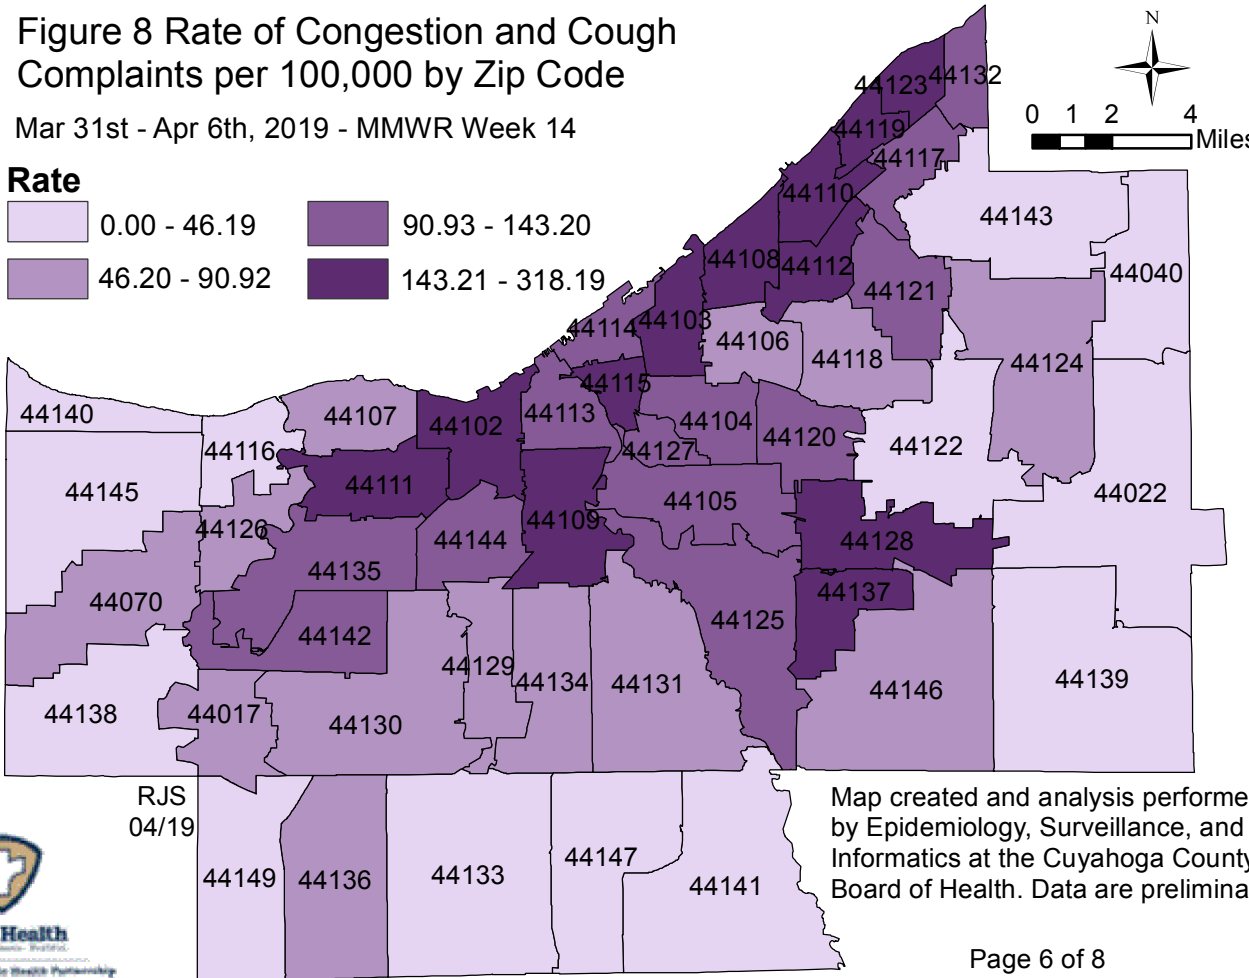 Figure 8 Rate of Congestion and Cough
Complaints per 100,000 by Zip Code
Mar 31st - Apr 6th, 2019 - MMWR Week 14
N
0 1 2 4
Miles
Rate
0.00 - 46.19
90.93 - 143.20
46.20 - 90.92
143.21 - 318.19
44123
44132
44119
44117
44110
44143
44108
44112
44040
44121
44114
44103
44106
44118
44124
44140
44107
44102
44113
44115
44104
44120
44116
44127
44122
44145
44111
44105
44022
44126
44109
44144
44128
44135
44070
44137
44142
44125
44129
44134
44131
44146
44139
44138
44017
44130
RJS
04/19
44149
44136
44133
44147
44141
Map created and analysis performe
by Epidemiology, Surveillance, and
Informatics at the Cuyahoga County
Board of Health. Data are prelimina
Health
Page 6 of 8